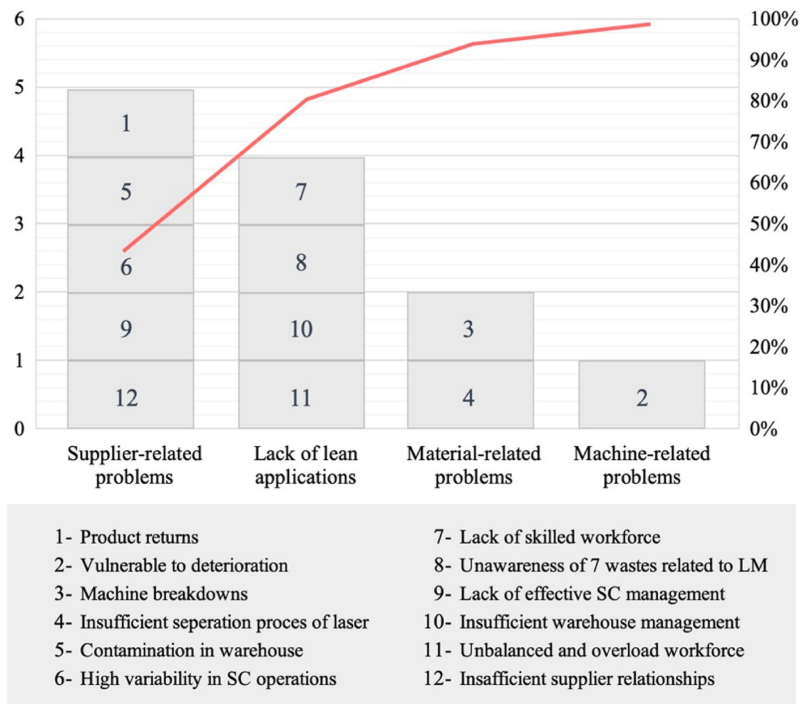 6
5
4
3
2
1
0
100%
90%
80%
70%
60%
50%
40%
30%
20%
10%
0%
1
5
6
9
12
7
8
10
11
3
4
2
Supplier-related
problems
Lack of lean
applications
Material-related
problems
Machine-related
problems
1- Product returns
2- Vulnerable to deterioration
3- Machine breakdowns
4- Insufficient seperation proces of laser
5- Contamination in warehouse
6- High variability in SC operations
7- Lack of skilled workforce
8- Unawareness of 7 wastes related to LM
9- Lack of effective SC management
10- Insufficient warehouse management
11- Unbalanced and overload workforce
12- Insafficient supplier relationships